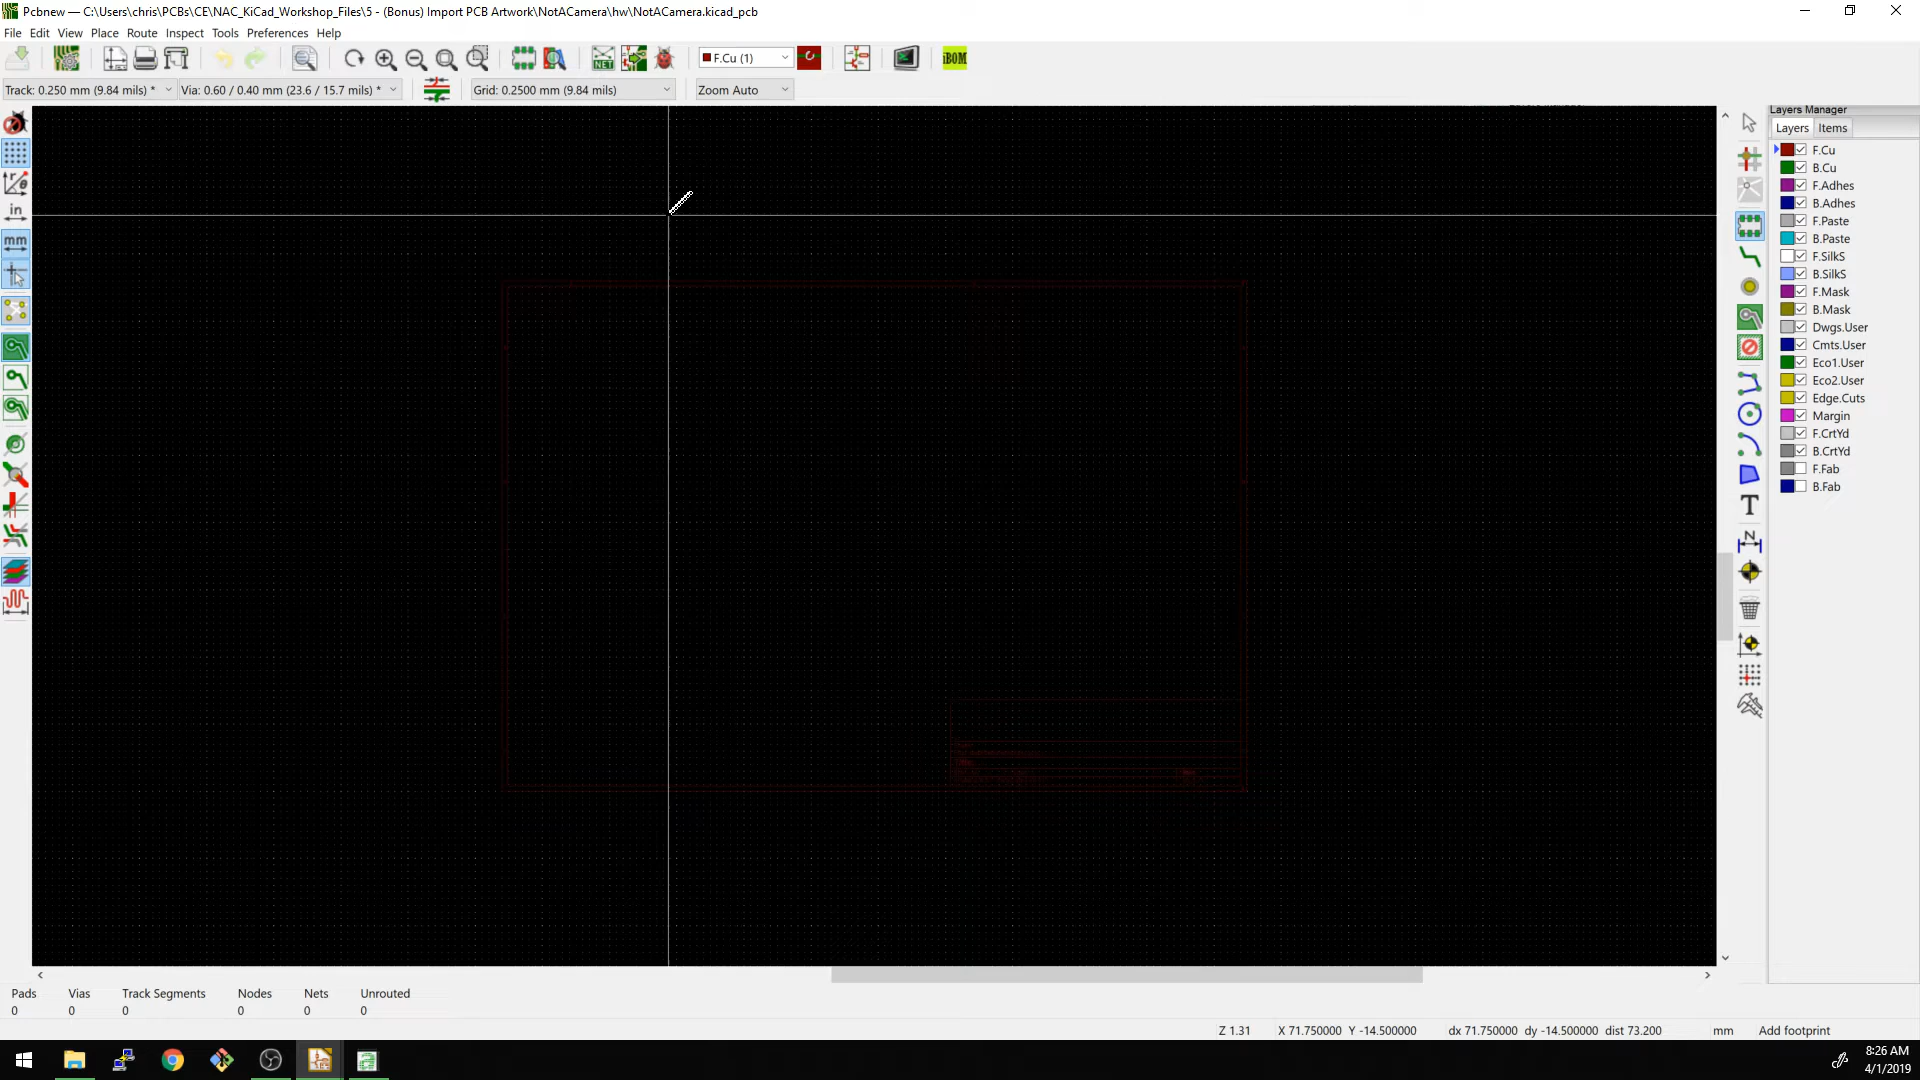 Pcbnew — C:\Users\chris\PCBs\CE\NAC_KiCad_Workshop_Files\5 - (Bonus) Import PCB Artwork\NotACamera\hw\NotACamera.kicad_pcb
File Edit View Place Route Inspect Tools Preferences Help
NET
F.Cu (1)
iBOM
Track: 0.250 mm (9.84 mils) *
Via: 0.60 / 0.40 mm (23.6 / 15.7 mils) *
Grid: 0.2500 mm (9.84 mils)
Zoom Auto
in
mm
Layers Manager
Layers Items
F.Cu
B.Cu
F.Adhes
B.Adhes
F.Paste
B.Paste
F.SilkS
B.SilkS
F.Mask
B.Mask
Dwgs.User
Cmts.User
Eco1.User
Eco2.User
Edge.Cuts
Margin
F.CrtYd
B.CrtYd
F.Fab
B.Fab
Pads Vias Track Segments Nodes Nets Unrouted
0 0 0 0 0 0
Z 1.31 X 71.750000 Y -14.500000 dx 71.750000 dy -14.500000 dist 73.200 mm Add footprint
8:26 AM
4/1/2019